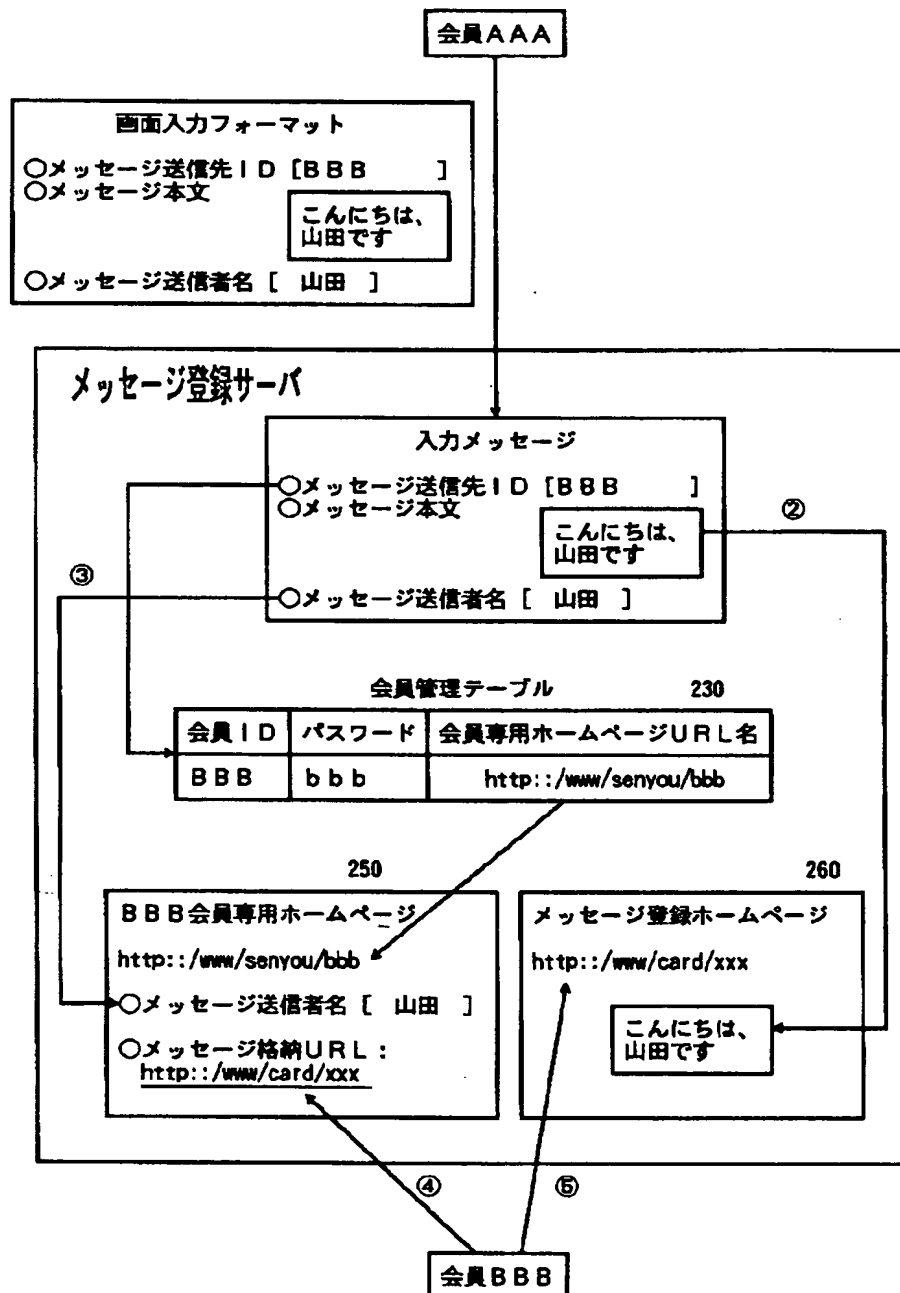 会員AAA
画面入力フォーマット
○メッセージ送信先ID [BBB ]
○メッセージ本文
こんにちは、
山田です
○メッセージ送信者名 [ 山田 ]
メッセージ登録サーバ
入力メッセージ
○メッセージ送信先ID [BBB ]
○メッセージ本文
こんにちは、
山田です
②
③
○メッセージ送信者名 [ 山田 ]
会員管理テーブル 230
会員ID パスワード 会員専用ホームページURL名
BBB bbb http::/www/senyou/bbb
250
BBB会員専用ホームページ
http::/www/senyou/bbb
○メッセージ送信者名 [ 山田 ]
○メッセージ格納URL:
http::/www/card/xxx
260
メッセージ登録ホームページ
http::/www/card/xxx
こんにちは、
山田です
④
⑤
会員BBB